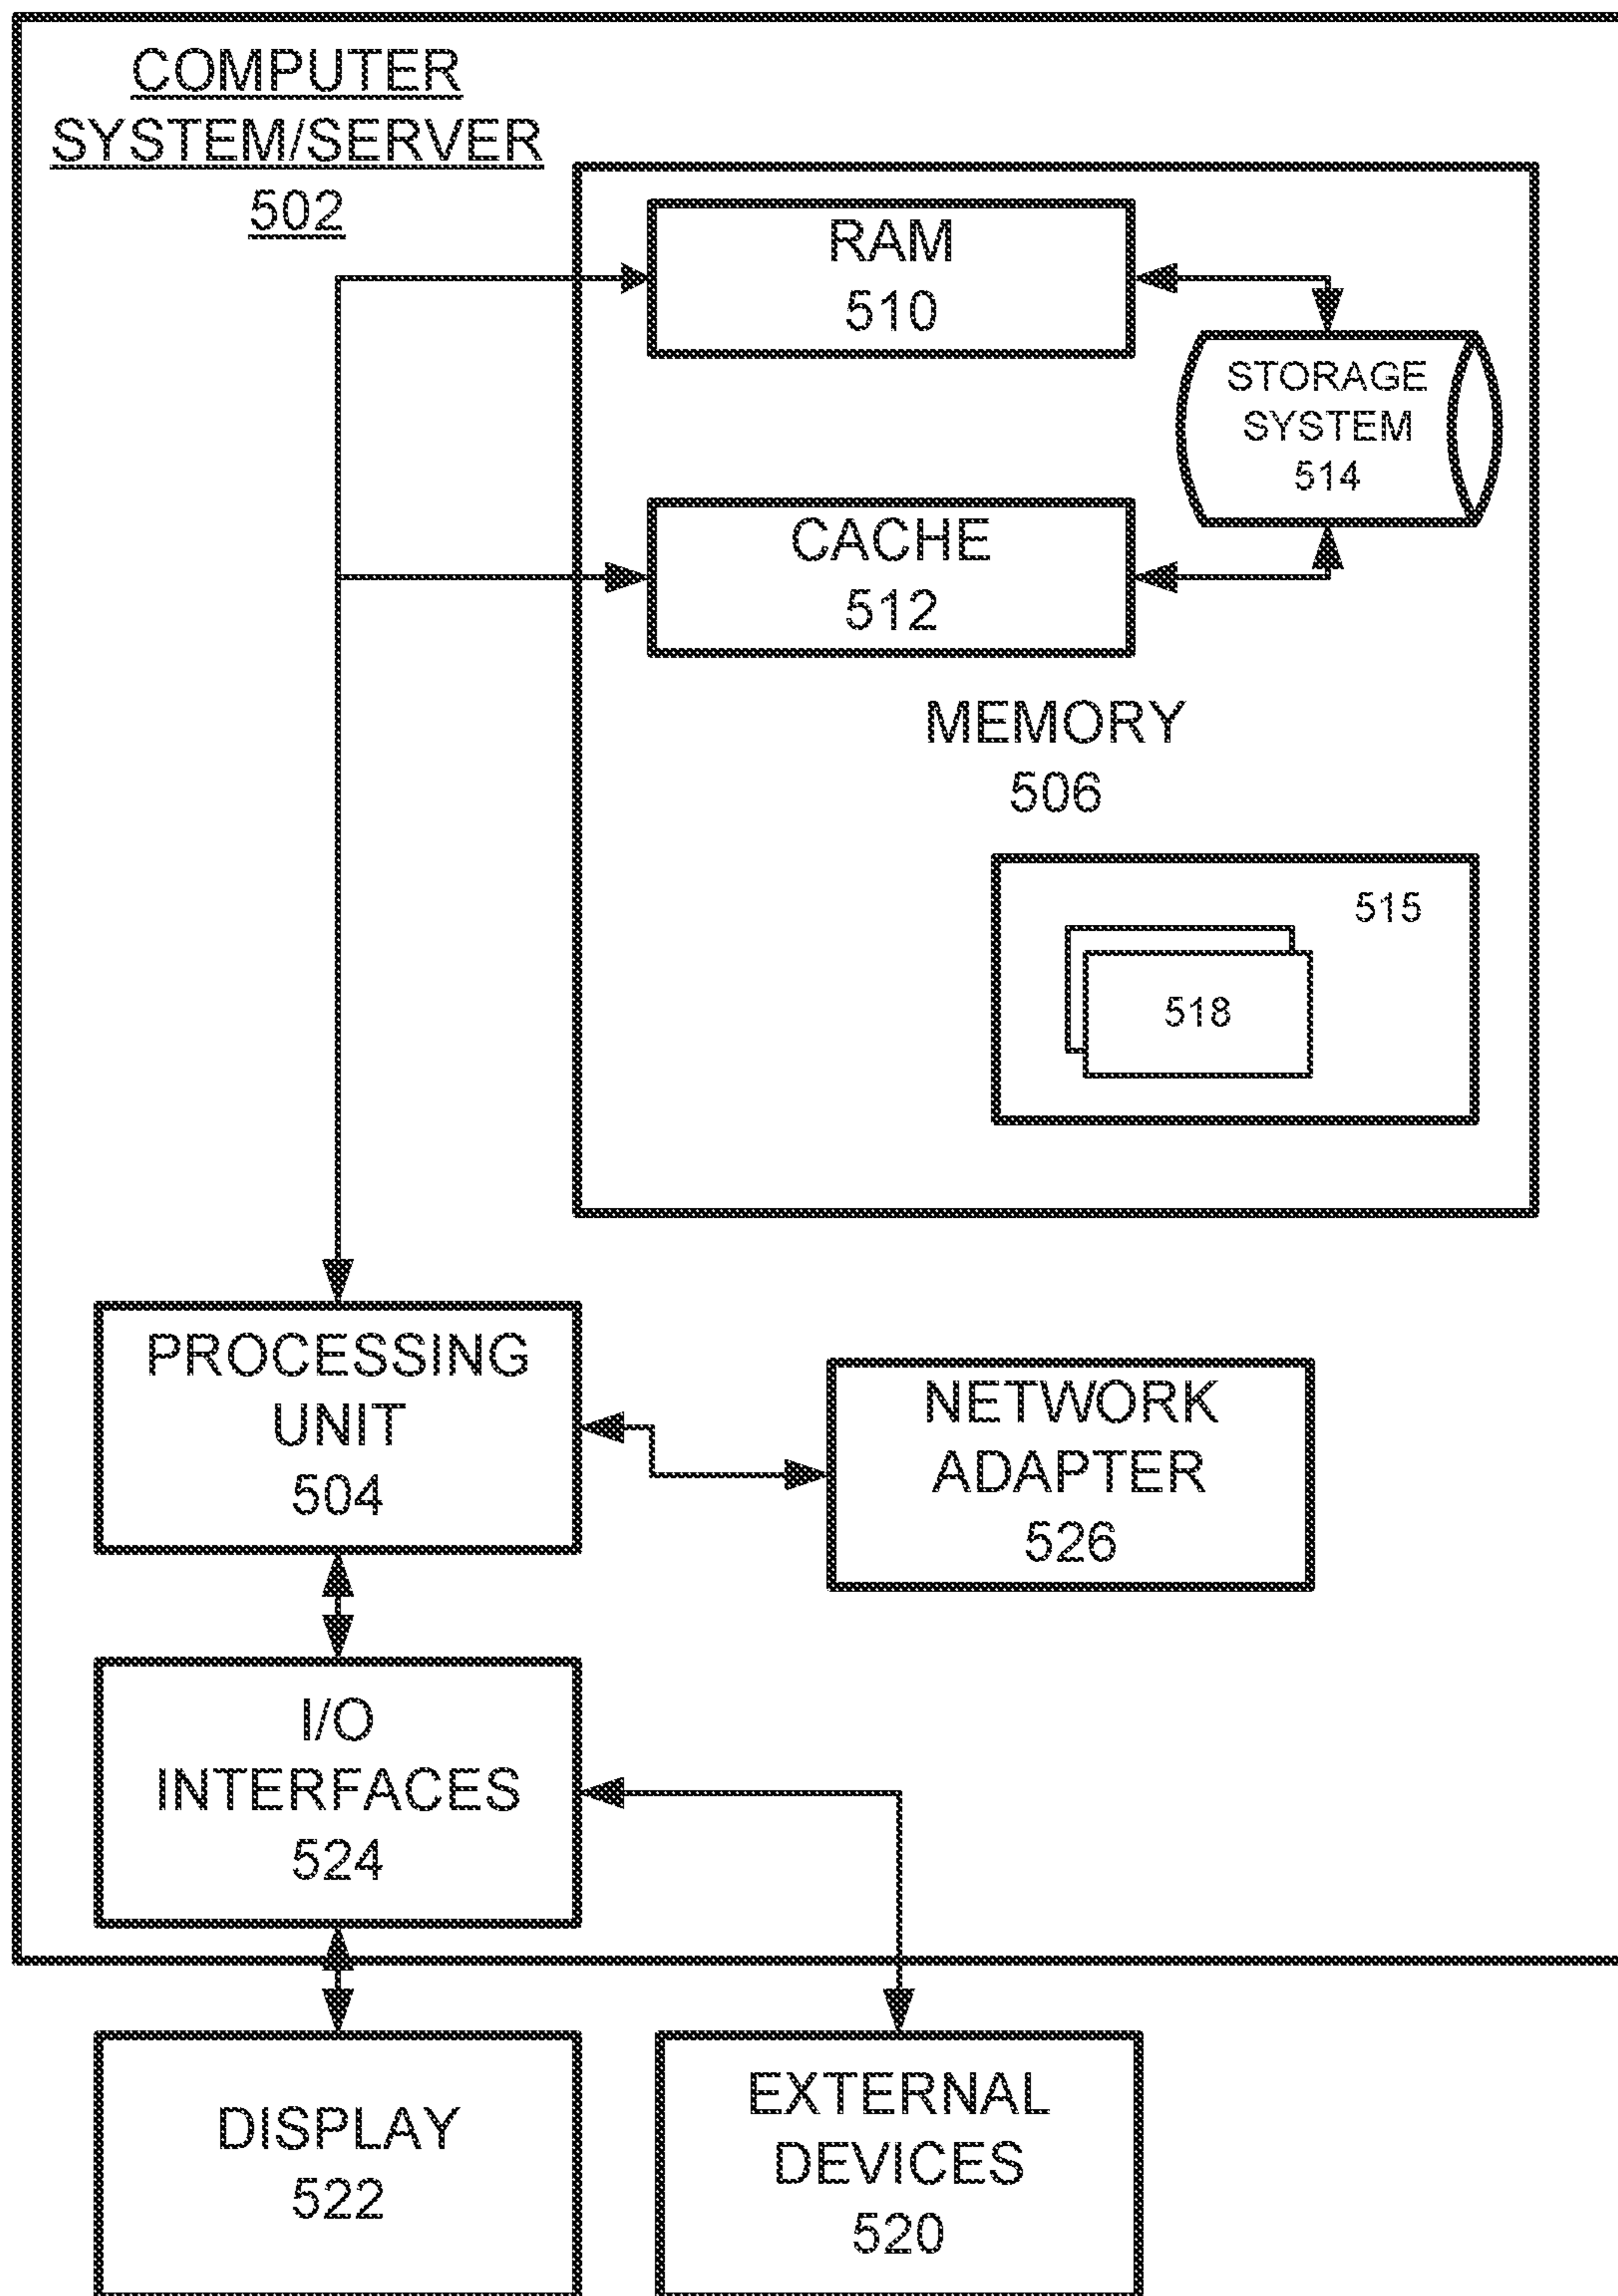 COMPUTER
SYSTEM/SERVER
502
RAM
510
STORAGE
SYSTEM
514
CACHE
512
MEMORY
506
515
518
PROCESSING
UNIT
504
NETWORK
ADAPTER
526
I/O
INTERFACES
524
DISPLAY
522
EXTERNAL
DEVICES
520